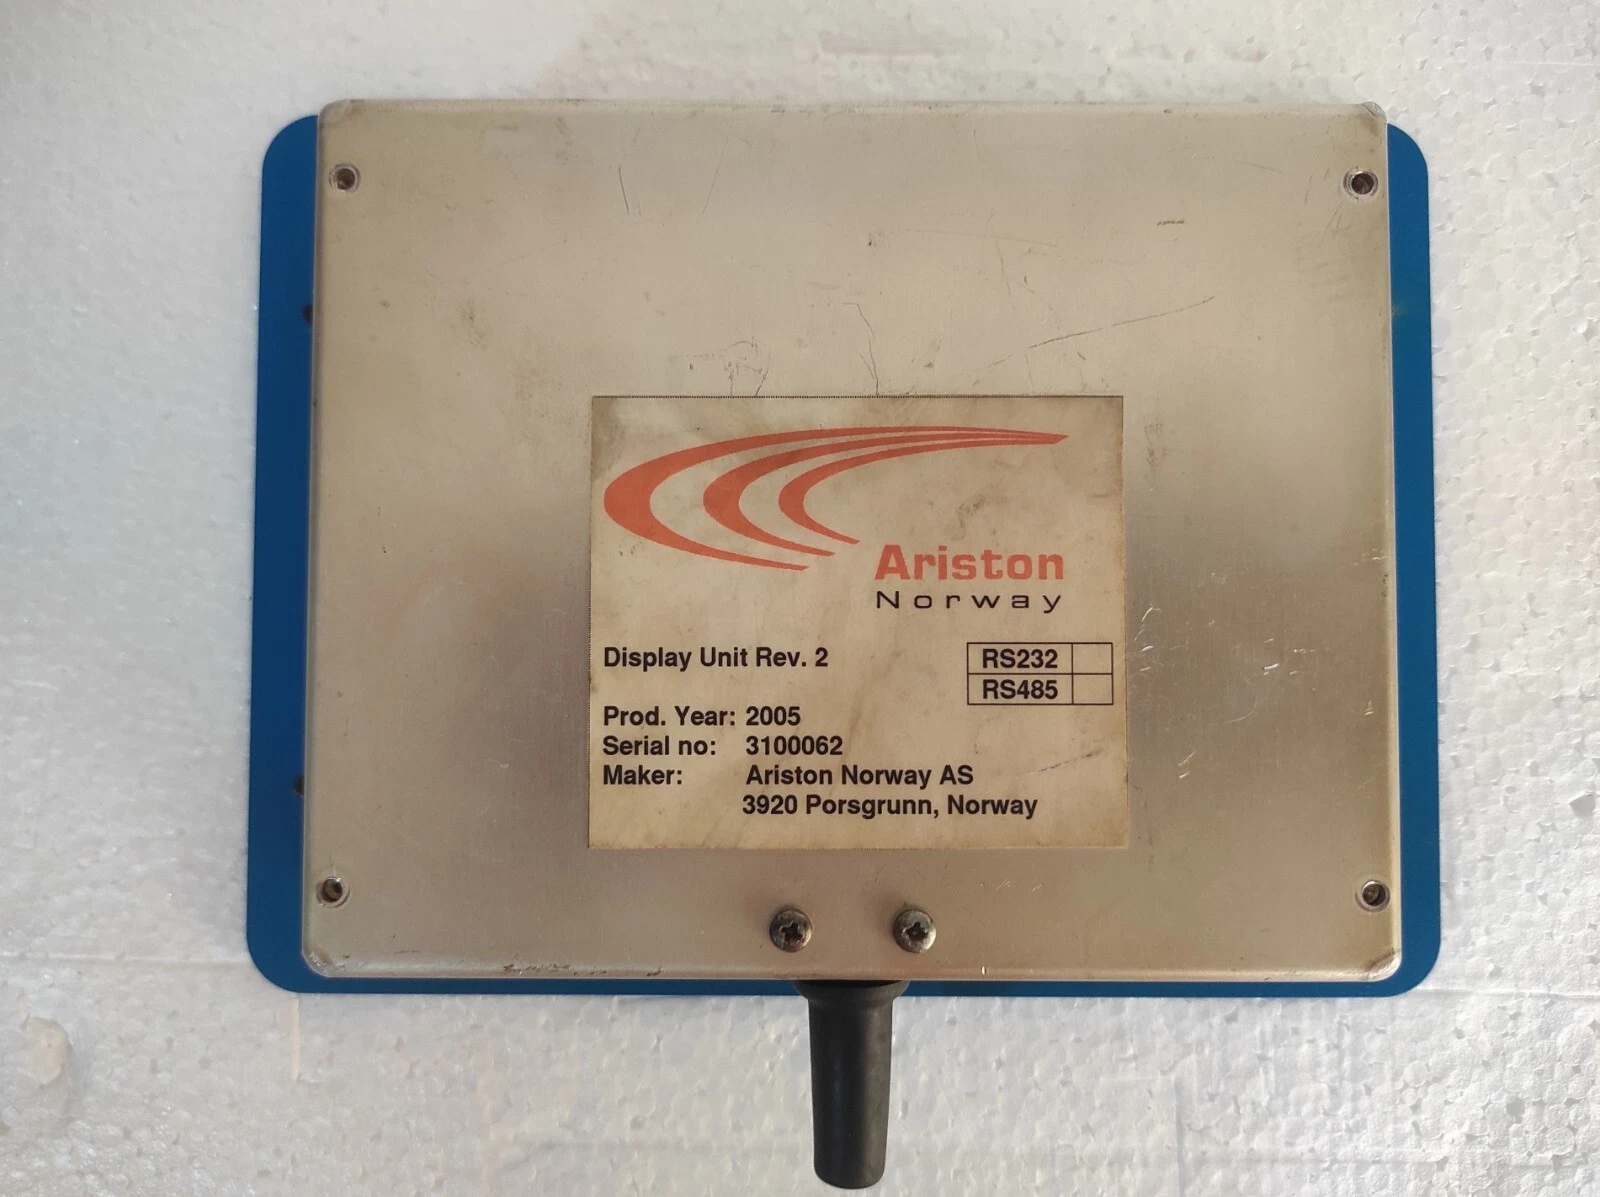 Ariston
Norway
Display Unit Rev. 2
RS232
RS485
Prod. Year: 2005
Serial no: 3100062
Maker: Ariston Norway AS
3920 Porsgrunn, Norway